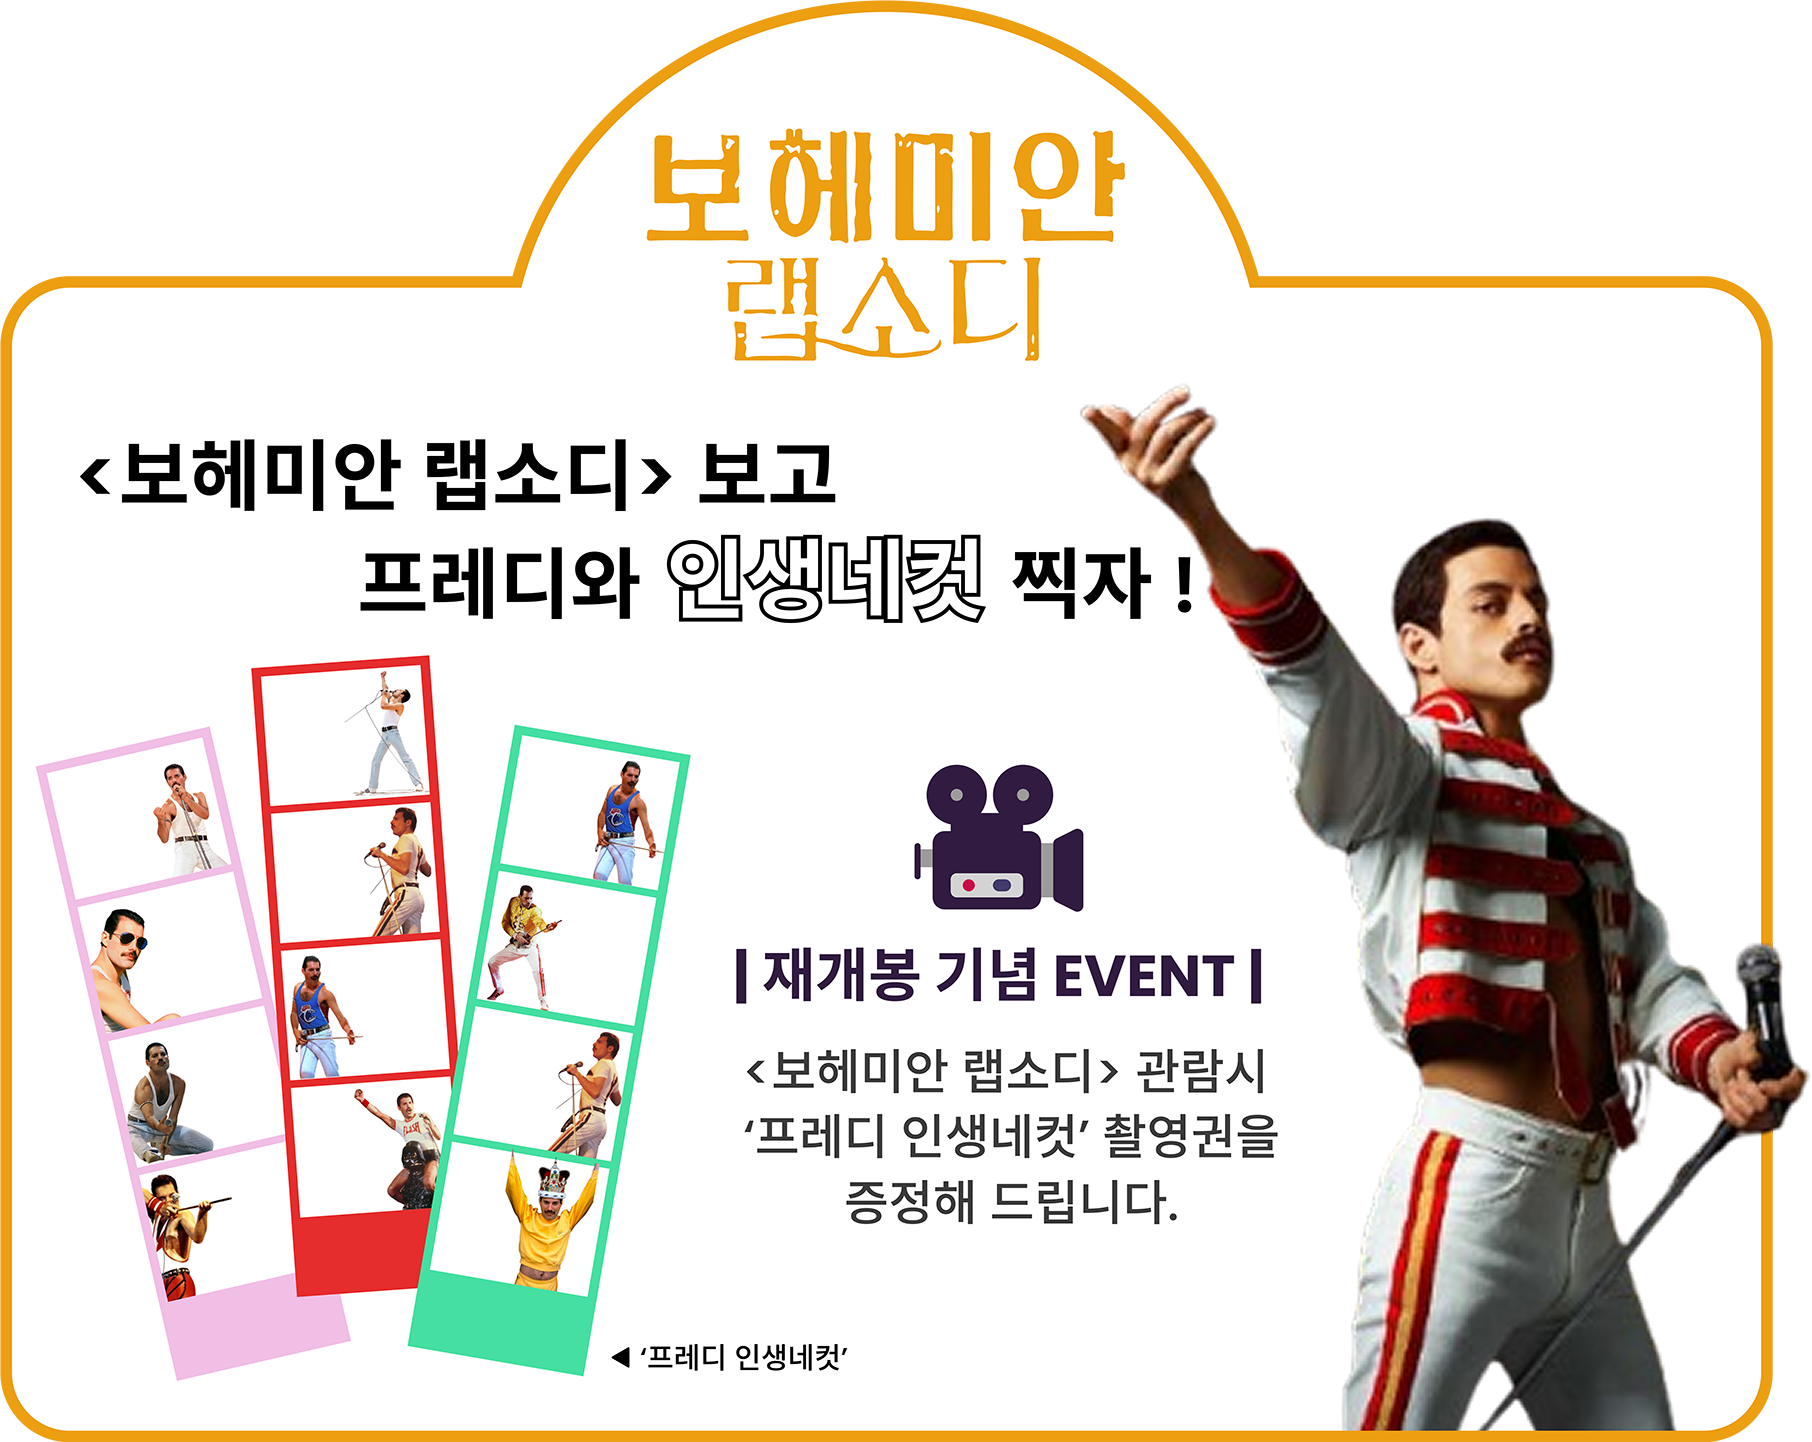 보헤미안
랩소디
<보헤미안 랩소디> 보고
프레디와 인생네컷 찍자 !
| 재개봉 기념 EVENT |
<보헤미안 랩소디> 관람시
‘프레디 인생네컷’ 촬영권을
증정해 드립니다.
◀ ‘프레디 인생네컷’
FLASH